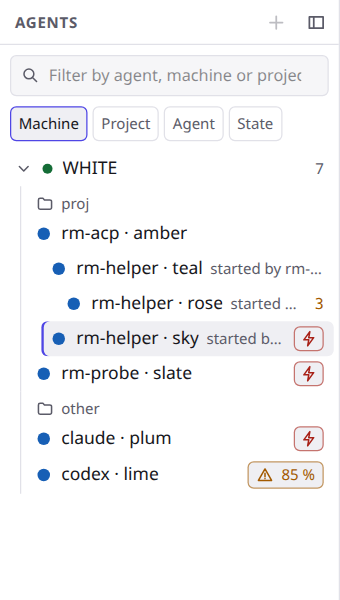 AGENTS
Filter by agent, machine or projec
Machine Project Agent State
WHITE 7
proj
rm-acp · amber
rm-helper · teal started by rm-...
rm-helper · rose started ... 3
rm-helper · sky started b...
rm-probe · slate
other
claude · plum
codex · lime 85 %